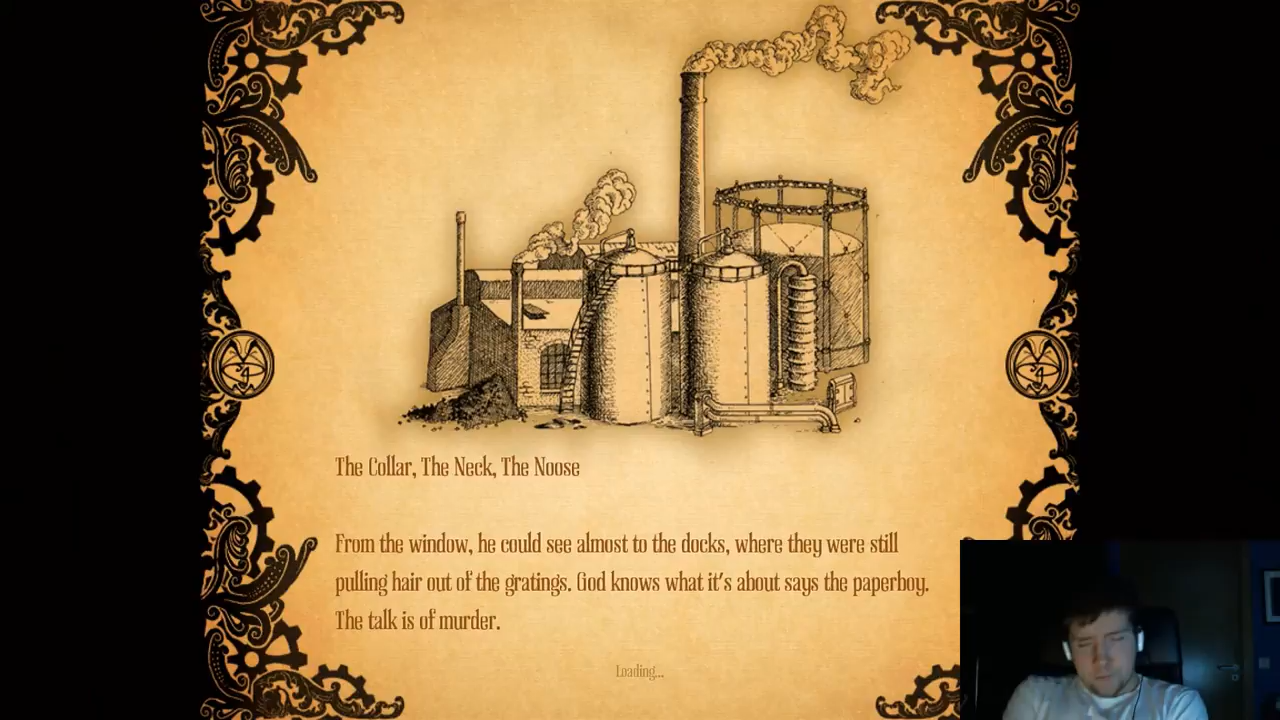 The Collar, The Neck, The Noose
From the window, he could see almost to the docks, where they were still
pulling hair out of the gratings. God knows what it's about says the paperboy.
The talk is of murder.
Loading...